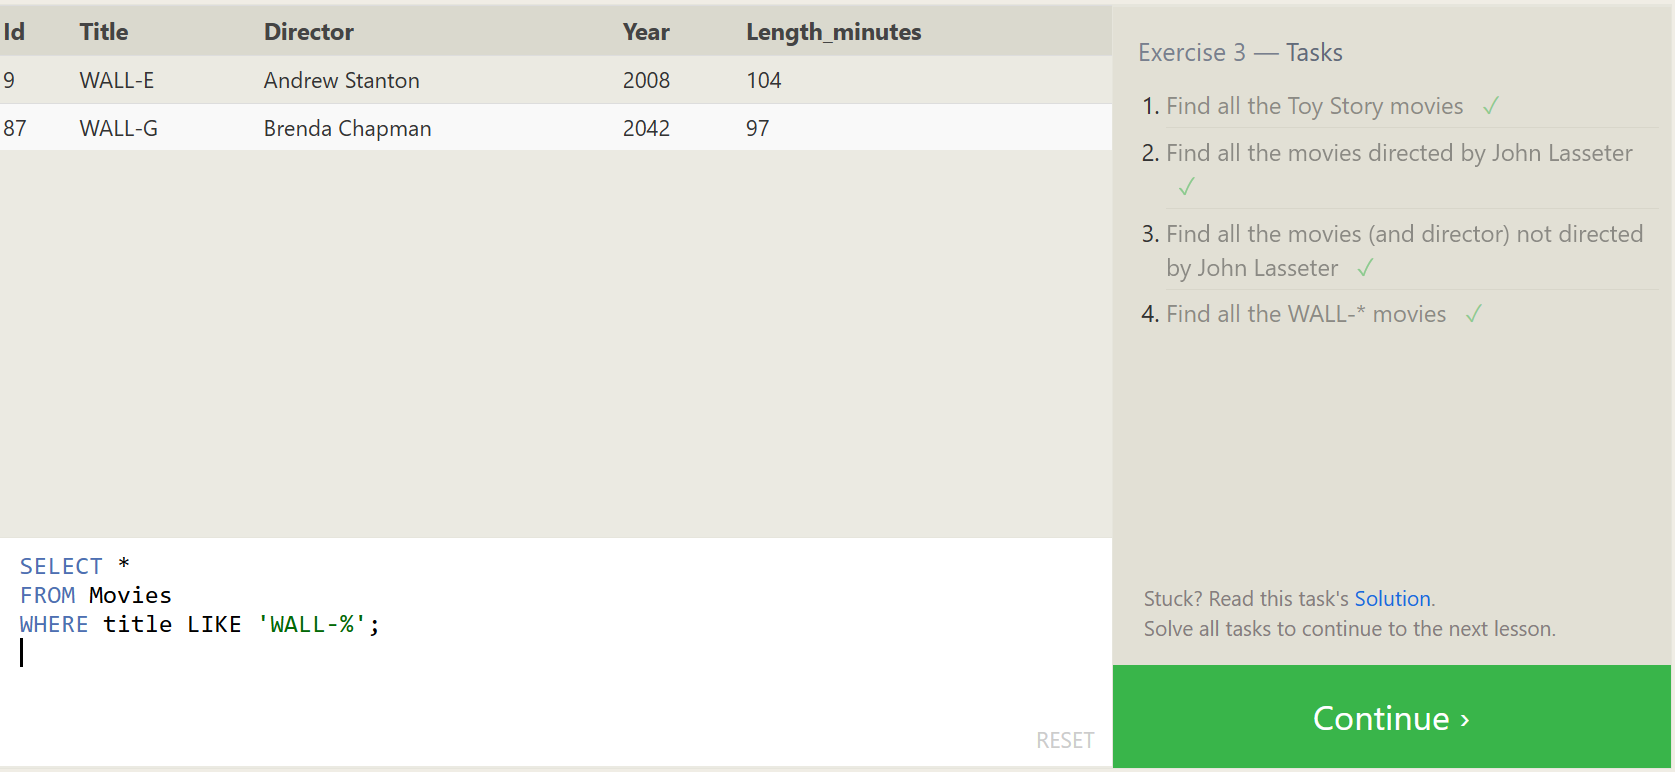 Id Title Director Year Length_minutes
9 WALL-E Andrew Stanton 2008 104
87 WALL-G Brenda Chapman 2042 97
SELECT *
FROM Movies
WHERE title LIKE 'WALL-%';
RESET
Exercise 3 — Tasks
1. Find all the Toy Story movies ✓
2. Find all the movies directed by John Lasseter
✓
3. Find all the movies (and director) not directed
by John Lasseter ✓
4. Find all the WALL-* movies ✓
Stuck? Read this task's Solution.
Solve all tasks to continue to the next lesson.
Continue ›